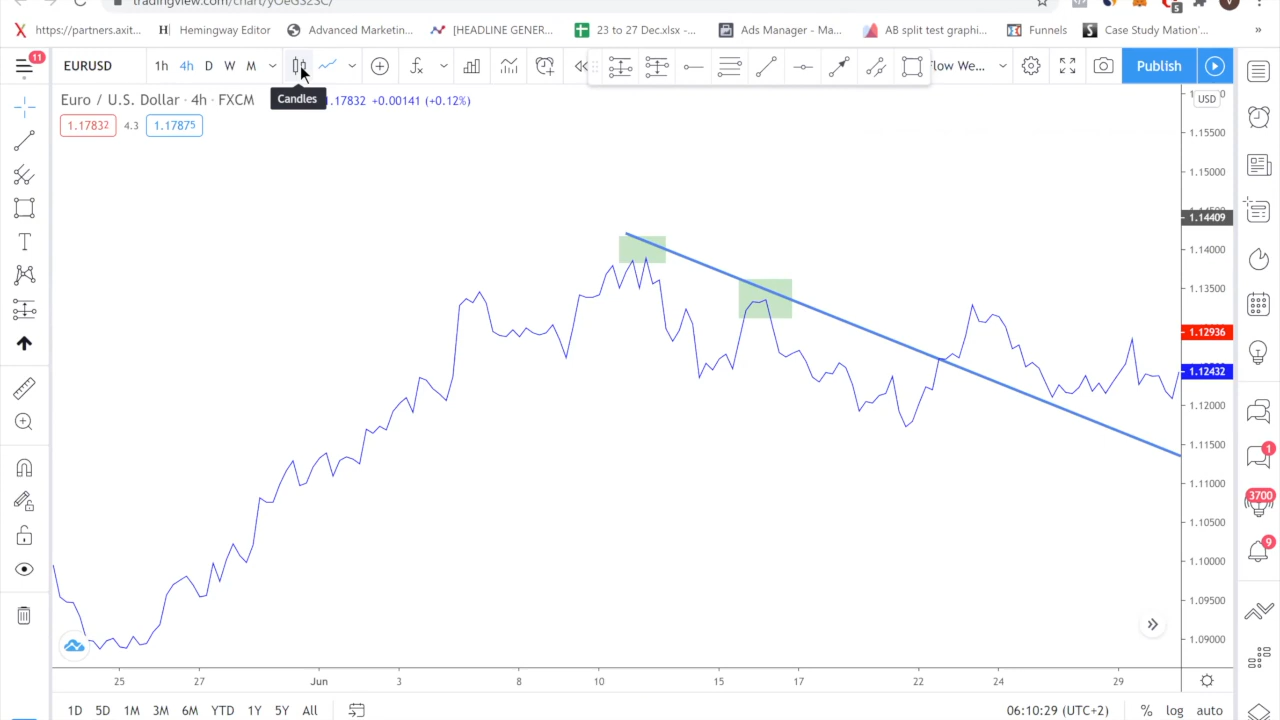 tradingview.com/chart/yOeGS2SC/
https://partners.axit...
Hemingway Editor
Advanced Marketin...
[HEADLINE GENER...
23 to 27 Dec.xlsx -...
Ads Manager - Ma...
AB split test graphi...
Funnels
Case Study Mation`...
»
11
EURUSD
1h 4h D W M
flow We...
Publish
Candles
Euro / U.S. Dollar · 4h · FXCM
1.17832 +0.00141 (+0.12%)
1.17832 4.3 1.17875
USD
1.15500
1.15000
1.14409
1.14000
1.13500
1.12936
1.12432
1.12000
1.11500
1.11000
1.10500
1.10000
1.09500
1.09000
1
3700
9
25 27 Jun 3 8 10 15 17 22 24 29
1D 5D 1M 3M 6M YTD 1Y 5Y All
06:10:29 (UTC+2)
% log auto